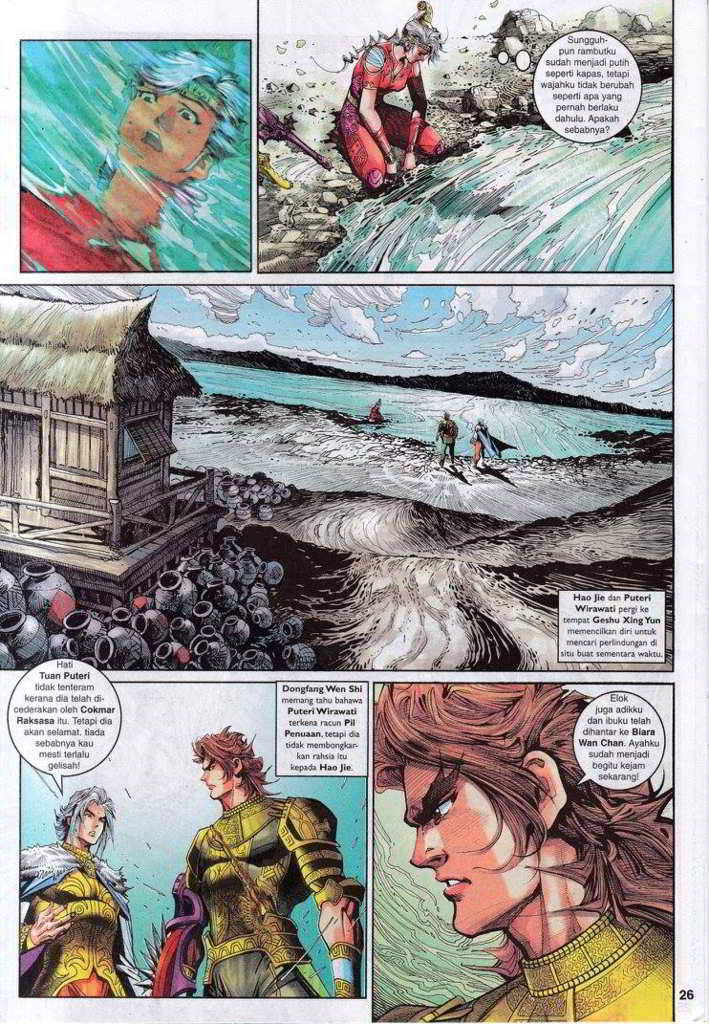 Sungguh-
pun rambutku
sudah menjadi putih
seperti kapas, tetapi
wajahku tidak berubah
seperti apa yang
pernah berlaku
dahulu. Apakah
sebabnya?
Hao Jie dan Puteri
Wirawati pergi ke
tempat Geshu Xing Yun
memencilkan diri untuk
mencari perlindungan di
situ buat sementara waktu.
Hati
Tuan Puteri
tidak tenteram
kerana dia telah di-
cederakan oleh Cokmar
Raksasa itu. Tetapi dia
akan selamat. tiada
sebabnya kau
mesti terlalu
gelisah!
Dongfang Wen Shi
memang tahu bahawa
Puteri Wirawati
terkena racun Pil
Penuaan, tetapi dia
tidak membongkar-
kan rahsia itu
kepada Hao Jie.
Elok
juga adikku
dan ibuku telah
dihantar ke Biara
Wan Chan. Ayahku
sudah menjadi
begitu kejam
sekarang!
26